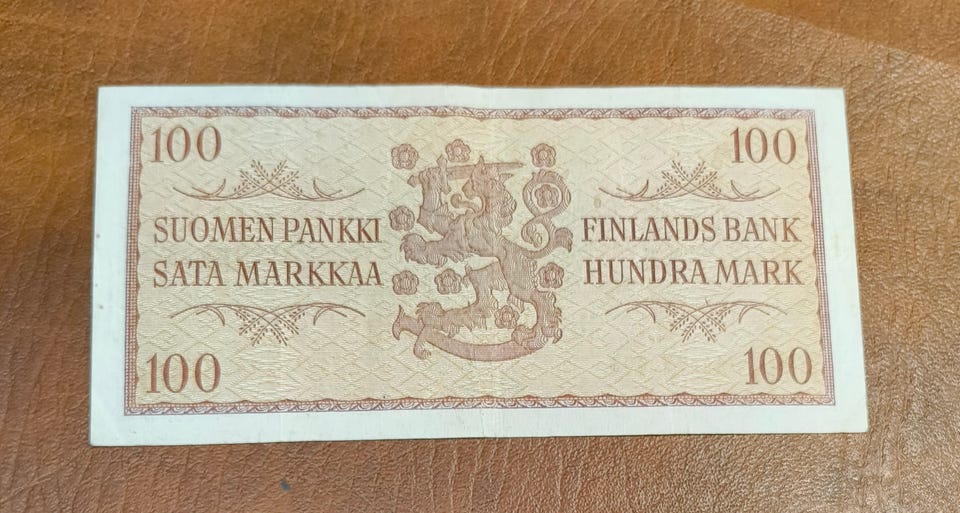 100 100
SUOMEN PANKKI FINLANDS BANK
SATA MARKKAA HUNDRA MARK
100 100